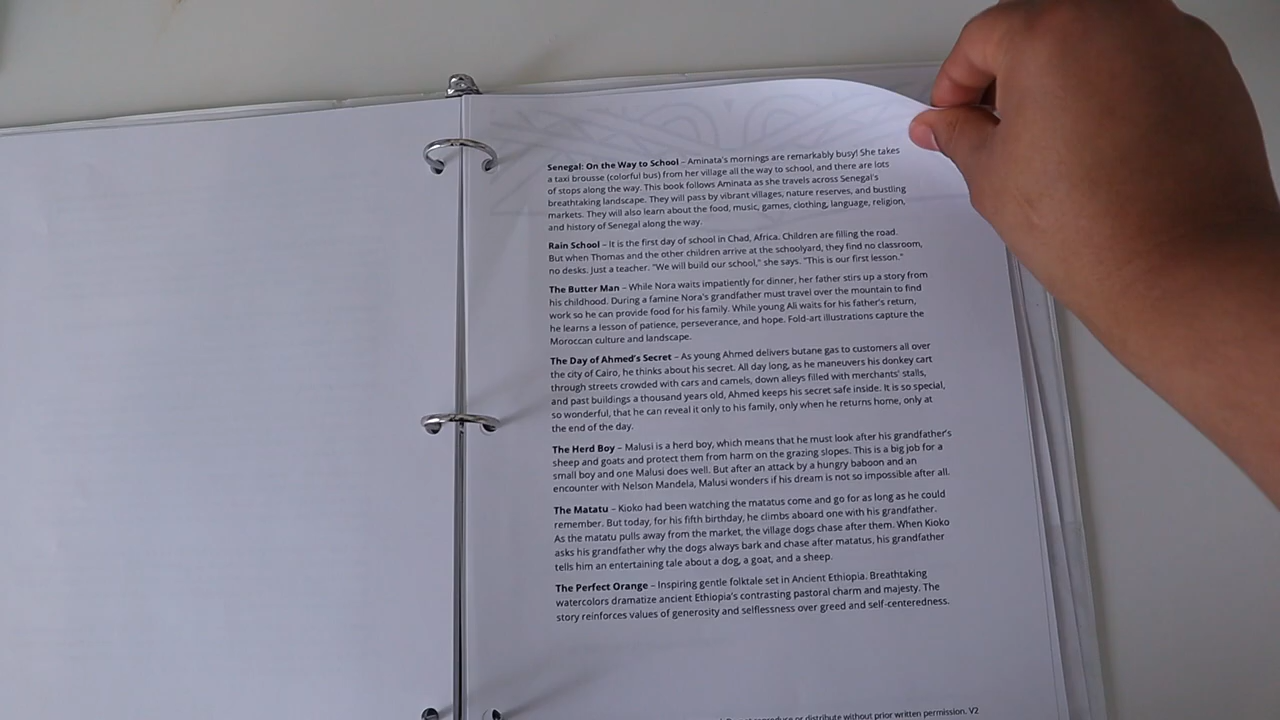 Senegal: On the Way to School – Aminata's mornings are remarkably busy! She takes
a taxi brousse (colorful bus) from her village all the way to school, and there are lots
of stops along the way. This book follows Aminata as she travels across Senegal's
breathtaking landscape. They will pass by vibrant villages, nature reserves, and bustling
markets. They will also learn about the food, music, games, clothing, language, religion,
and history of Senegal along the way.
Rain School – It is the first day of school in Chad, Africa. Children are filling the road.
But when Thomas and the other children arrive at the schoolyard, they find no classroom,
no desks. Just a teacher. "We will build our school," she says. "This is our first lesson."
The Butter Man – While Nora waits impatiently for dinner, her father stirs up a story from
his childhood. During a famine Nora's grandfather must travel over the mountain to find
work so he can provide food for his family. While young Ali waits for his father's return,
he learns a lesson of patience, perseverance, and hope. Fold-art illustrations capture the
Moroccan culture and landscape.
The Day of Ahmed's Secret – As young Ahmed delivers butane gas to customers all over
the city of Cairo, he thinks about his secret. All day long, as he maneuvers his donkey cart
through streets crowded with cars and camels, down alleys filled with merchants' stalls,
and past buildings a thousand years old, Ahmed keeps his secret safe inside. It is so special,
so wonderful, that he can reveal it only to his family, only when he returns home, only at
the end of the day.
The Herd Boy – Malusi is a herd boy, which means that he must look after his grandfather's
sheep and goats and protect them from harm on the grazing slopes. This is a big job for a
small boy and one Malusi does well. But after an attack by a hungry baboon and an
encounter with Nelson Mandela, Malusi wonders if his dream is not so impossible after all.
The Matatu – Kioko had been watching the matatus come and go for as long as he could
remember. But today, for his fifth birthday, he climbs aboard one with his grandfather.
As the matatu pulls away from the market, the village dogs chase after them. When Kioko
asks his grandfather why the dogs always bark and chase after matatus, his grandfather
tells him an entertaining tale about a dog, a goat, and a sheep.
The Perfect Orange – Inspiring gentle folktale set in Ancient Ethiopia. Breathtaking
watercolors dramatize ancient Ethiopia's contrasting pastoral charm and majesty. The
story reinforces values of generosity and selflessness over greed and self-centeredness.
or distribute without prior written permission. V2